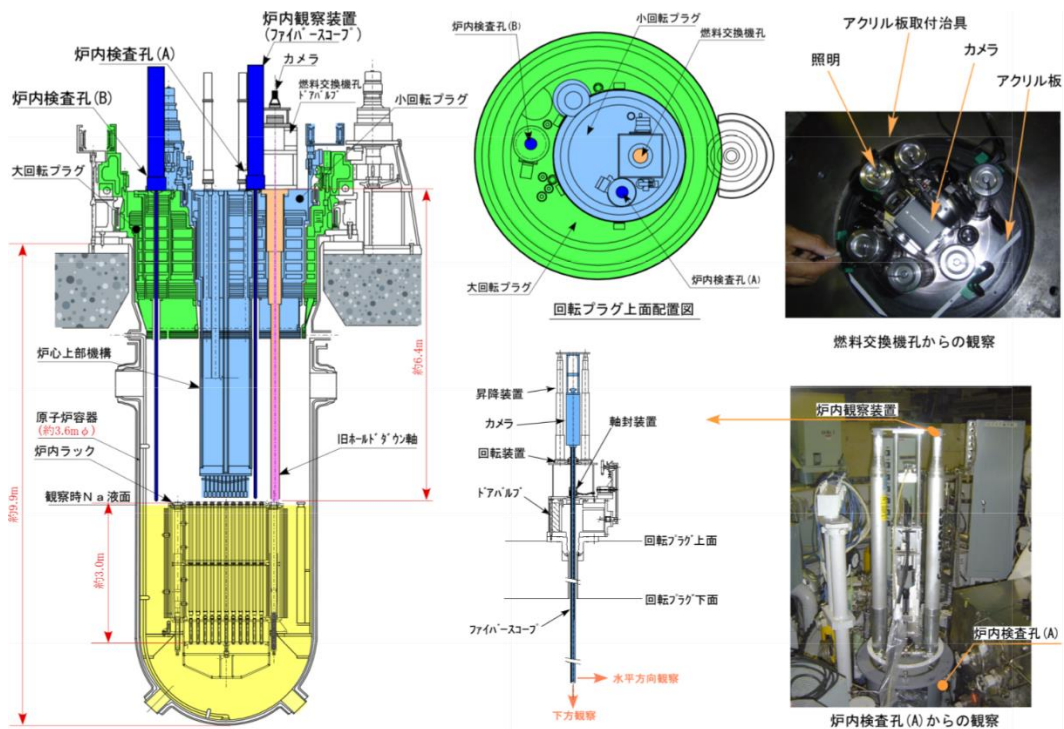 炉内観察装置
(ファイバースコープ)
カメラ
炉内検査孔(A)
燃料交換機孔
ドアバルブ
炉内検査孔(B)
小回転プラグ
大回転プラグ
炉心上部機構
原子炉容器
(約3.6mφ)
炉内ラック
旧ホールドダウン軸
観察時Na液面
約9.9m
約6.4m
約3.0m
小回転プラグ
炉内検査孔(B)
燃料交換機孔
大回転プラグ
炉内検査孔(A)
回転プラグ上面配置図
昇降装置
カメラ
軸封装置
回転装置
ドアバルブ
回転プラグ上面
回転プラグ下面
ファイバースコープ
水平方向観察
下方観察
アクリル板取付治具
照明
カメラ
アクリル板
燃料交換機孔からの観察
炉内観察装置
炉内検査孔(A)
炉内検査孔(A)からの観察